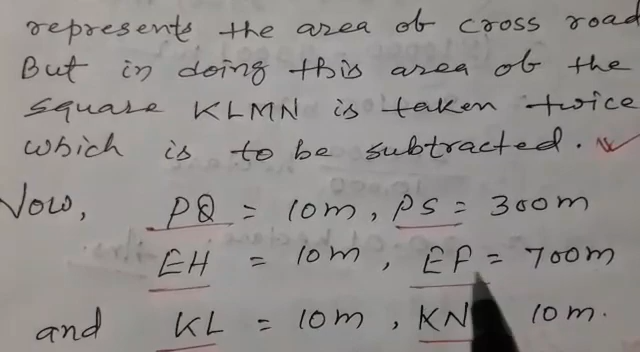 represents the area of cross road
But in doing this area of the
square KLMN is taken twice
which is to be subtracted.
Now, PQ = 10m, PS = 300m
EH = 10m, EF = 700m
and KL = 10m, KN 10m.